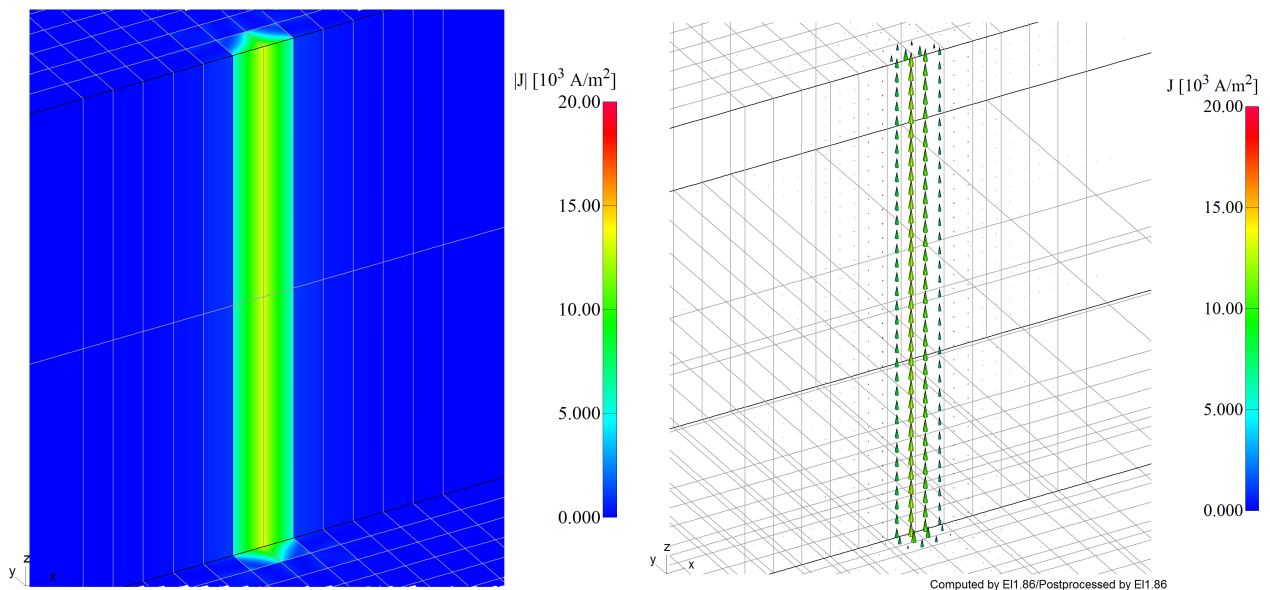 |J| [10³ A/m²]
20.00
15.00
10.00
5.000
0.000
z
y
x
J [10³ A/m²]
20.00
15.00
10.00
5.000
0.000
z
y
x
Computed by El1.86/Postprocessed by El1.86